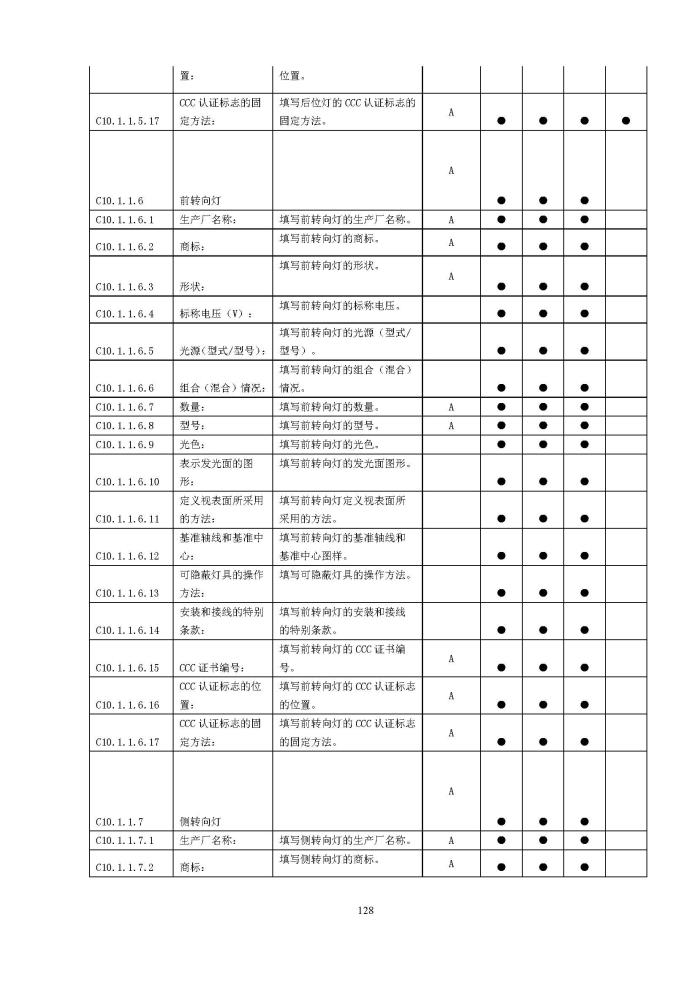 置： 位置。
CCC 认证标志的固 填写后位灯的 CCC 认证标志的
C10.1.1.5.17 定方法： 固定方法。 A ● ● ● ●
A
C10.1.1.6 前转向灯 ● ● ●
C10.1.1.6.1 生产厂名称： 填写前转向灯的生产厂名称。 A ● ● ●
C10.1.1.6.2 商标： 填写前转向灯的商标。 A ● ● ●
填写前转向灯的形状。
C10.1.1.6.3 形状： A ● ● ●
C10.1.1.6.4 标称电压（V）： 填写前转向灯的标称电压。 ● ● ●
填写前转向灯的光源（型式/
C10.1.1.6.5 光源（型式/型号）： 型号）。 ● ● ●
填写前转向灯的组合（混合）
C10.1.1.6.6 组合（混合）情况： 情况。 ● ● ●
C10.1.1.6.7 数量： 填写前转向灯的数量。 A ● ● ●
C10.1.1.6.8 型号： 填写前转向灯的型号。 A ● ● ●
C10.1.1.6.9 光色： 填写前转向灯的光色。 ● ● ●
表示发光面的图 填写前转向灯的发光面图形。
C10.1.1.6.10 形： ● ● ●
定义视表面所采用 填写前转向灯定义视表面所
C10.1.1.6.11 的方法： 采用的方法。 ● ● ●
基准轴线和基准中 填写前转向灯的基准轴线和
C10.1.1.6.12 心： 基准中心图样。 ● ● ●
可隐蔽灯具的操作 填写可隐蔽灯具的操作方法。
C10.1.1.6.13 方法： ● ● ●
安装和接线的特别 填写前转向灯的安装和接线
C10.1.1.6.14 条款： 的特别条款。 ● ● ●
填写前转向灯的 CCC 证书编
C10.1.1.6.15 CCC 证书编号： 号。 A ● ● ●
CCC 认证标志的位 填写前转向灯的 CCC 认证标志
C10.1.1.6.16 置： 的位置。 A ● ● ●
CCC 认证标志的固 填写前转向灯的 CCC 认证标志
C10.1.1.6.17 定方法： 的固定方法。 A ● ● ●
A
C10.1.1.7 侧转向灯 ● ● ●
C10.1.1.7.1 生产厂名称： 填写侧转向灯的生产厂名称。 A ● ● ●
C10.1.1.7.2 商标： 填写侧转向灯的商标。 A ● ● ●
128